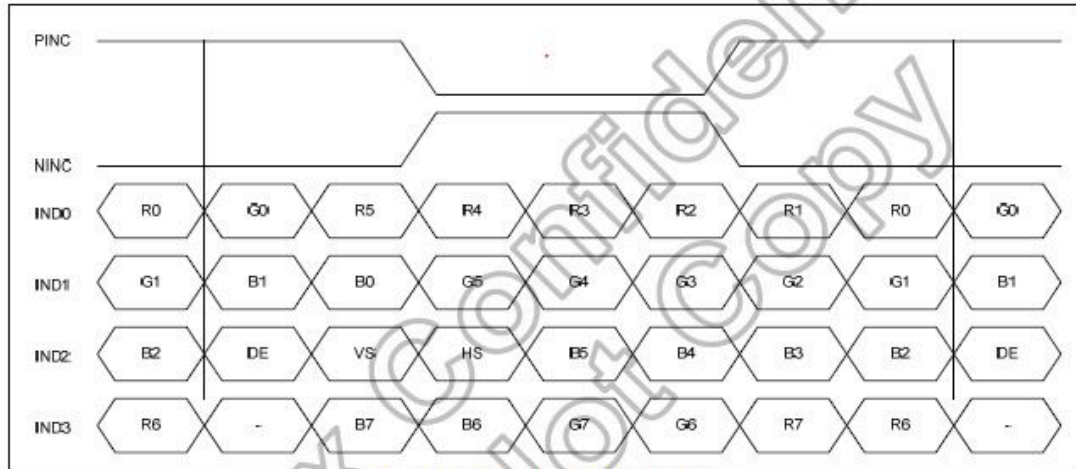 PINC
NINC
IND0 R0 G0 R5 R4 R3 R2 R1 R0 G0
IND1 G1 B1 B0 G5 G4 G3 G2 G1 B1
IND2 B2 DE VS HS B5 B4 B3 B2 DE
IND3 R6 - B7 B6 G7 G6 R7 R6 -
Copy